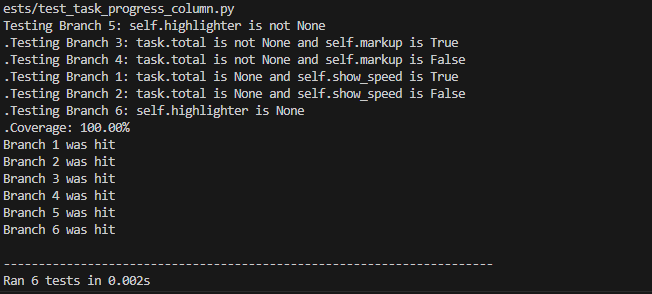 ests/test_task_progress_column.py
Testing Branch 5: self.highlighter is not None
.Testing Branch 3: task.total is not None and self.markup is True
.Testing Branch 4: task.total is not None and self.markup is False
.Testing Branch 1: task.total is None and self.show_speed is True
.Testing Branch 2: task.total is None and self.show_speed is False
.Testing Branch 6: self.highlighter is None
.Coverage: 100.00%
Branch 1 was hit
Branch 2 was hit
Branch 3 was hit
Branch 4 was hit
Branch 5 was hit
Branch 6 was hit
----------------------------------------------------------------------
Ran 6 tests in 0.002s